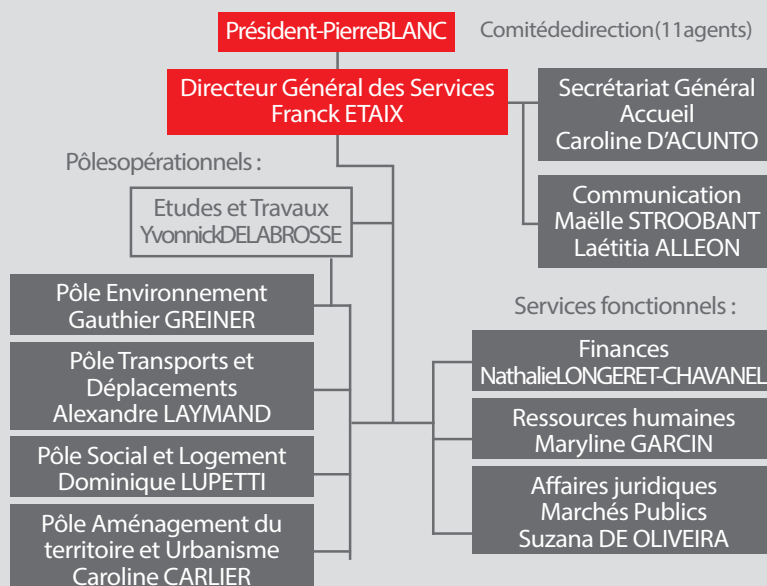 Président-PierreBLANC
Comitédedirection(11agents)
Directeur Général des Services
Franck ETAIX
Secrétariat Général
Accueil
Caroline D’ACUNTO
Communication
Maëlle STROOBANT
Laétitia ALLEON
Pôlesopérationnels :
Etudes et Travaux
YvonnickDELABROSSE
Pôle Environnement
Gauthier GREINER
Pôle Transports et
Déplacements
Alexandre LAYMAND
Pôle Social et Logement
Dominique LUPETTI
Pôle Aménagement du
territoire et Urbanisme
Caroline CARLIER
Services fonctionnels :
Finances
NathalieLONGERET-CHAVANEL
Ressources humaines
Maryline GARCIN
Affaires juridiques
Marchés Publics
Suzana DE OLIVEIRA